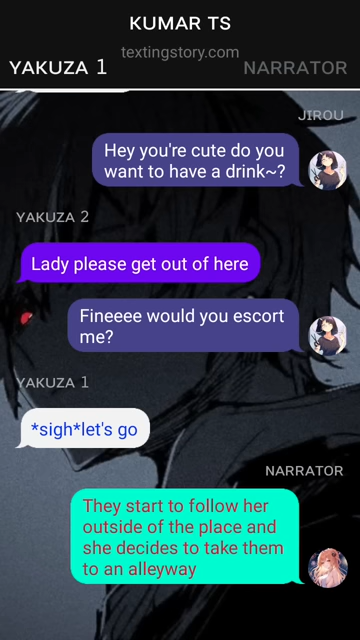 KUMAR TS
textingstory.com
YAKUZA 1
NARRATOR
JIROU
Hey you're cute do you
want to have a drink~?
YAKUZA 2
Lady please get out of here
Fineeee would you escort
me?
YAKUZA 1
*sigh*let's go
NARRATOR
They start to follow her
outside of the place and
she decides to take them
to an alleyway